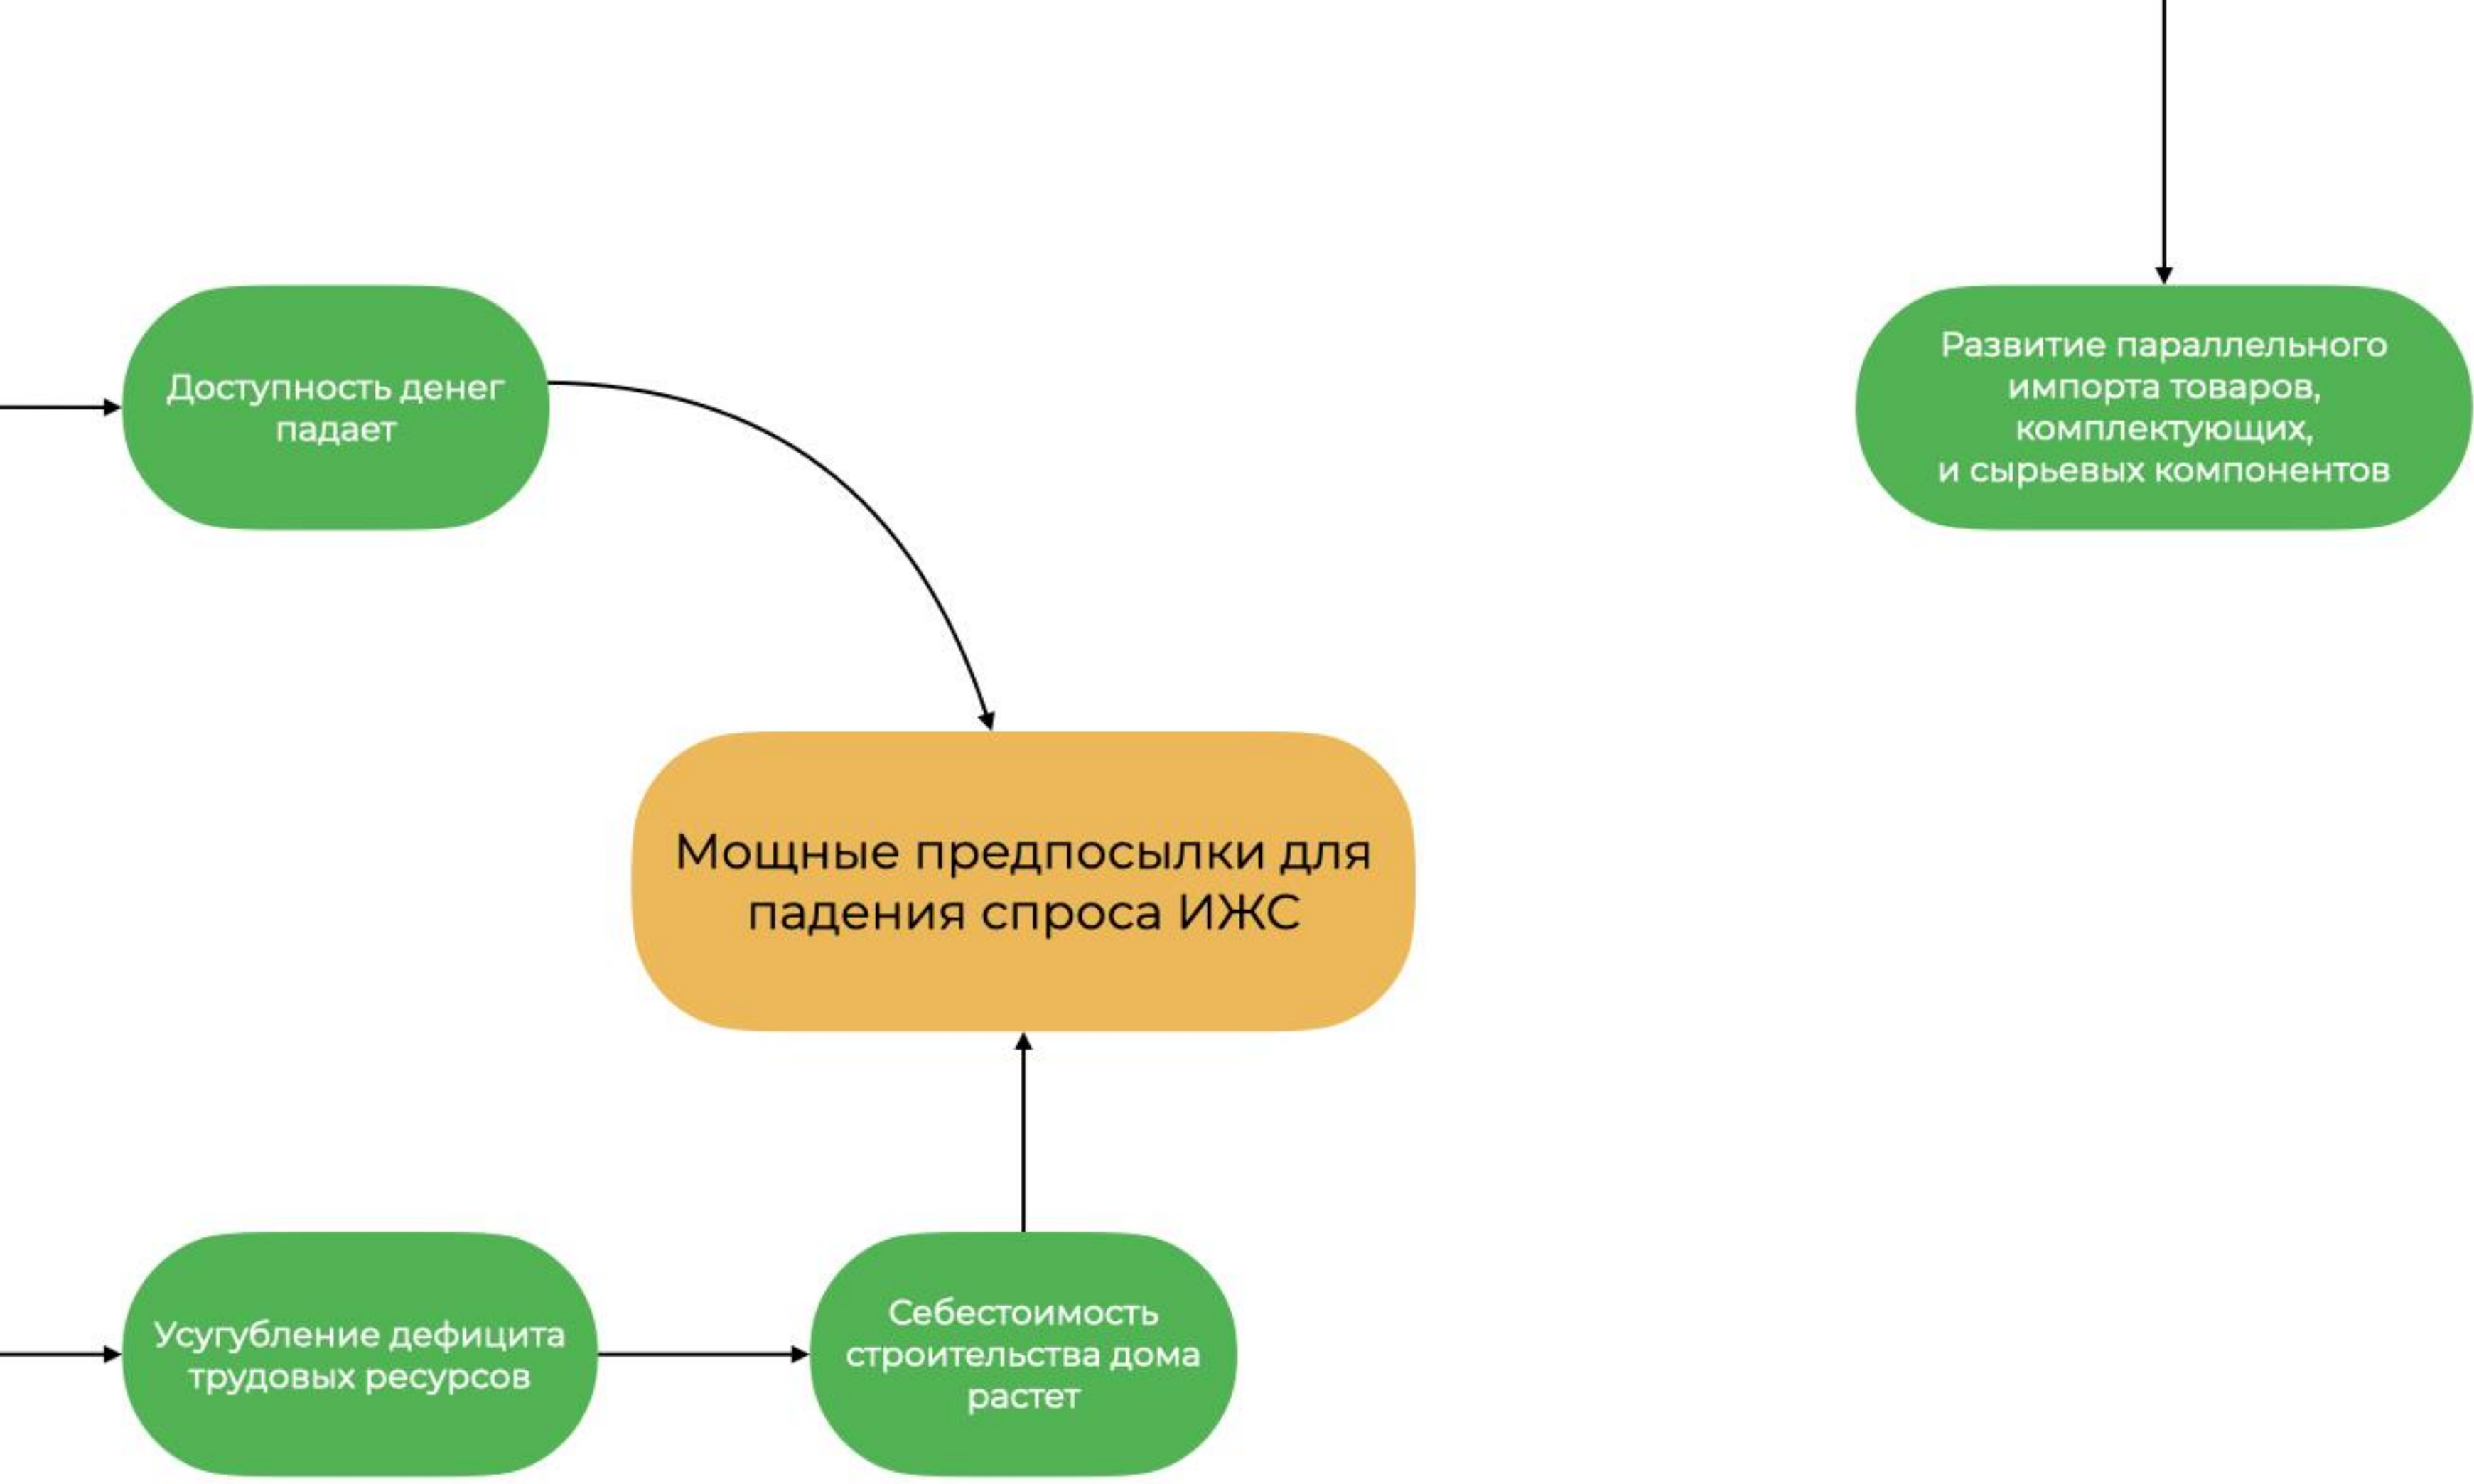 Доступность денег
падает
Развитие параллельного
импорта товаров,
комплектующих,
и сырьевых компонентов
Мощные предпосылки для
падения спроса ИЖС
Усугубление дефицита
трудовых ресурсов
Себестоимость
строительства дома
растет